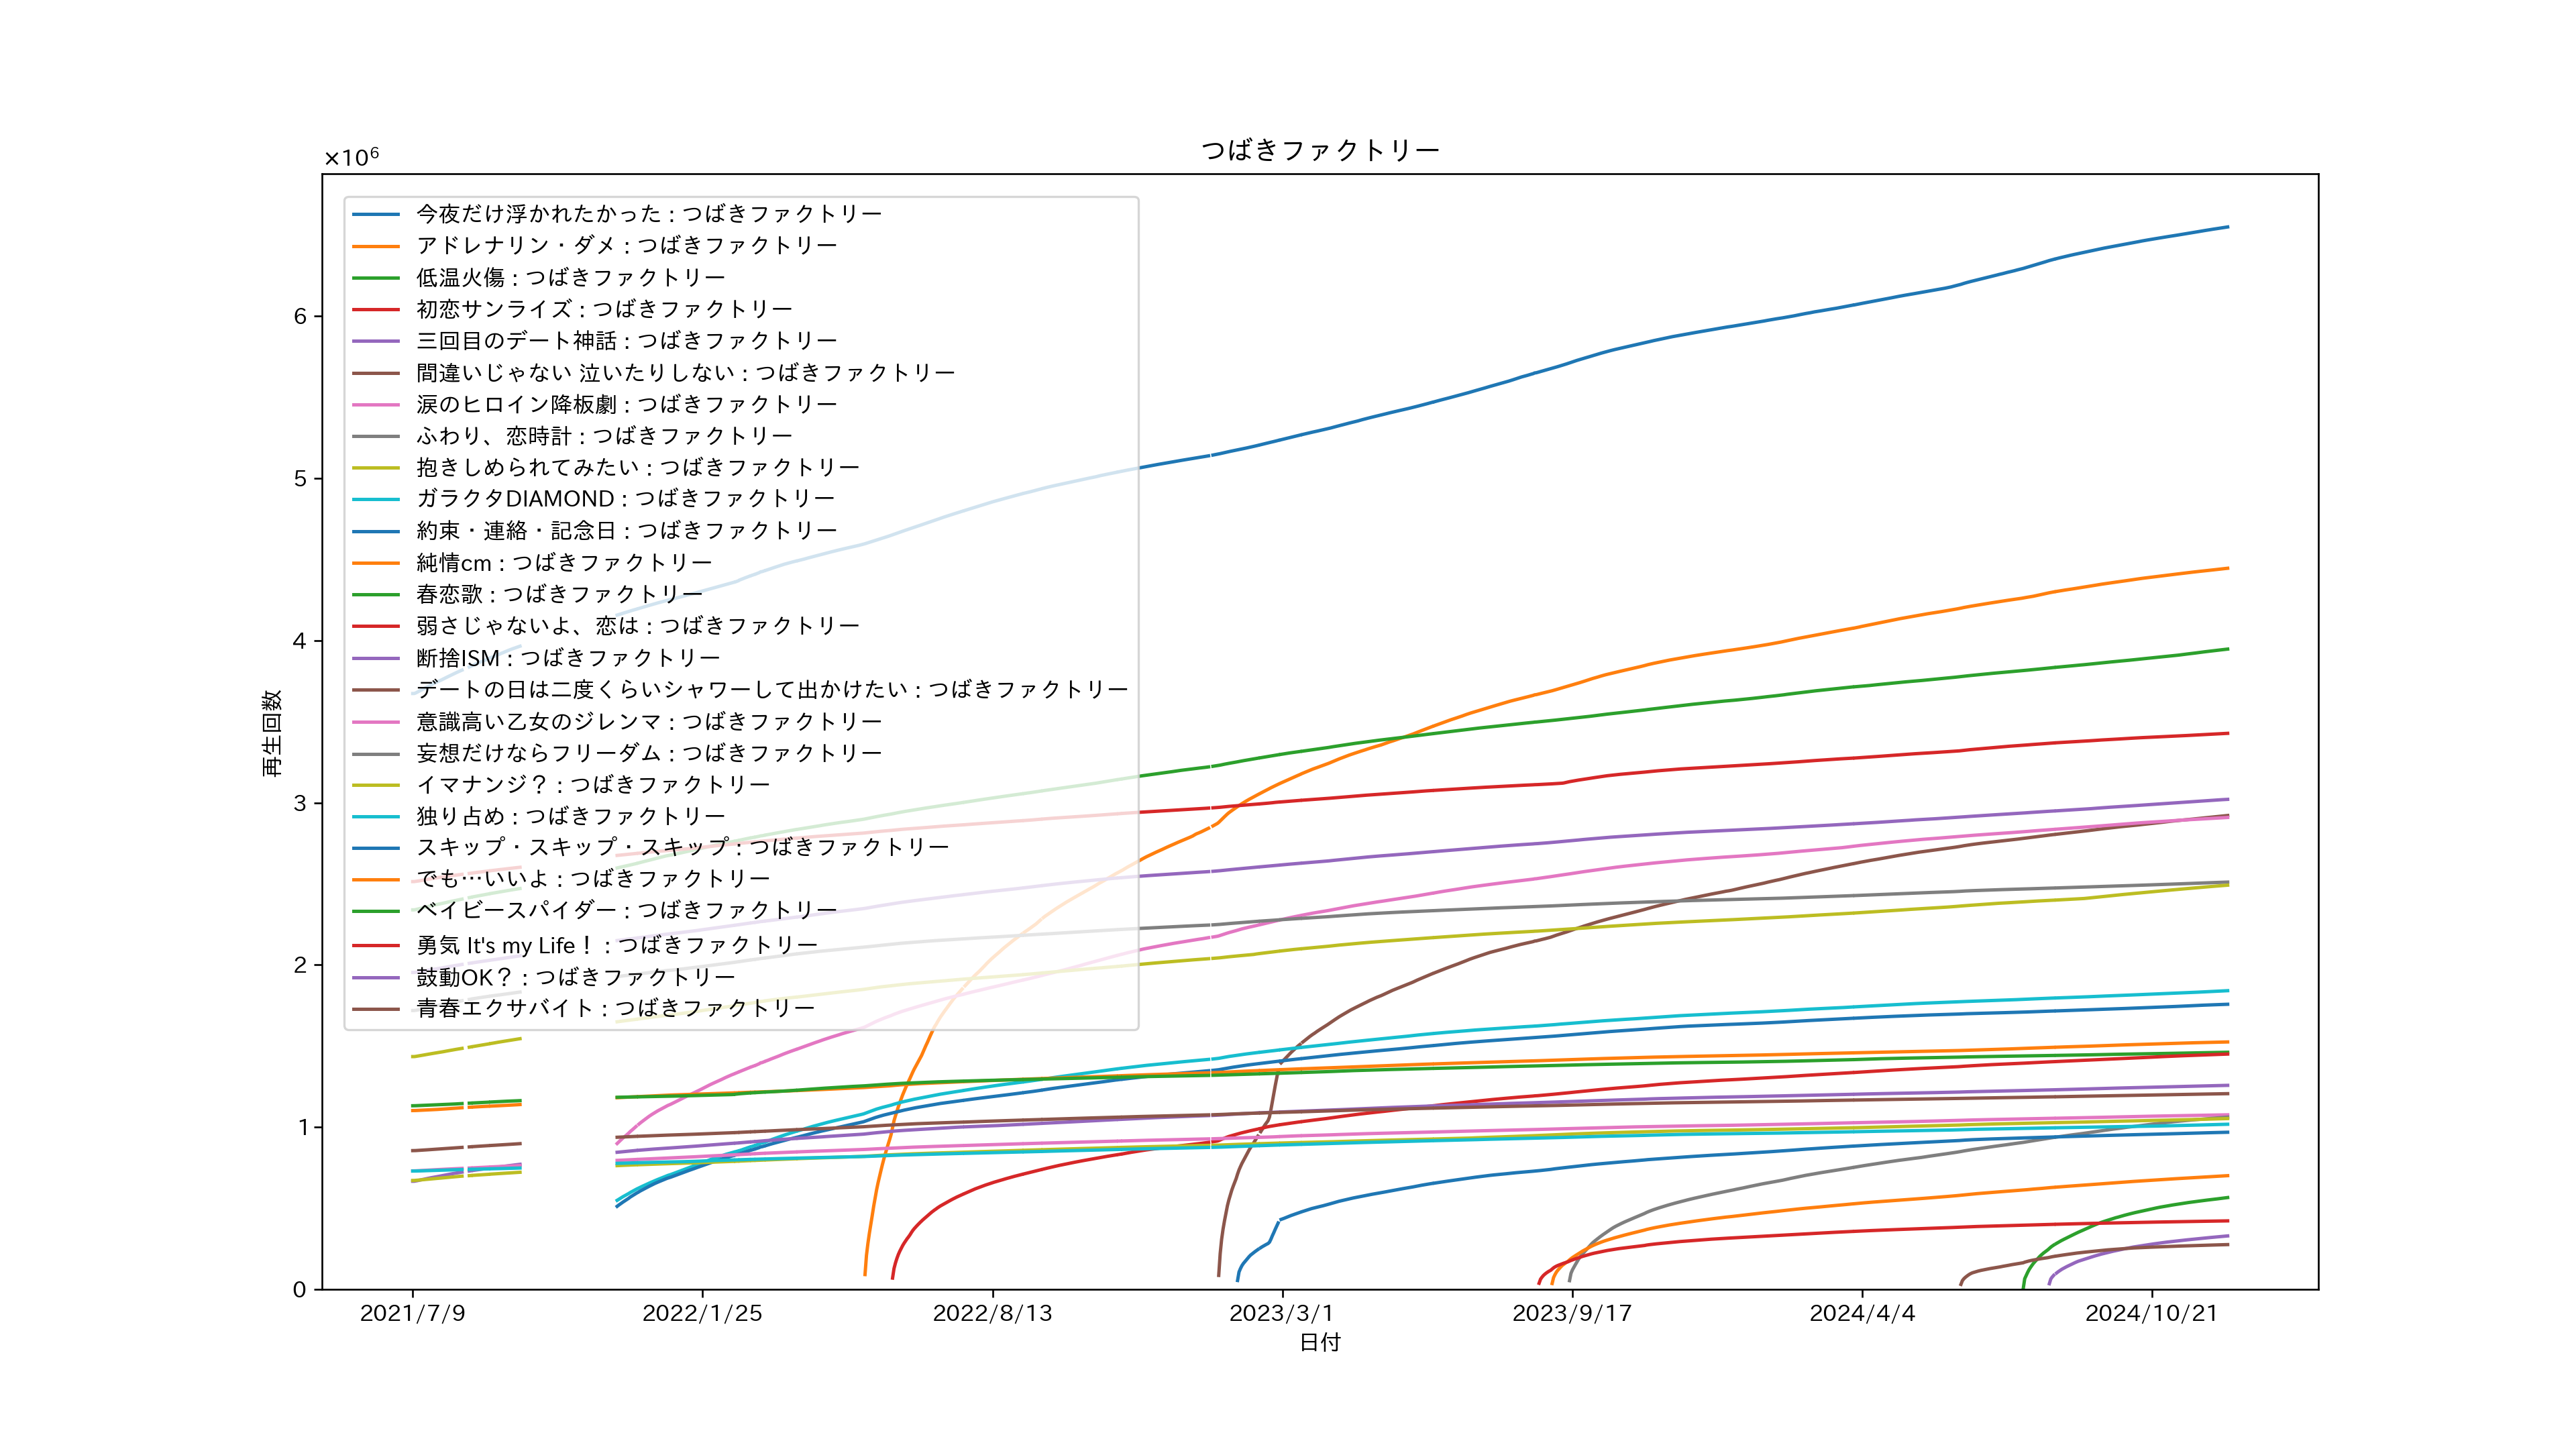 つばきファクトリー
×10⁶
今夜だけ浮かれたかった : つばきファクトリー
アドレナリン・ダメ : つばきファクトリー
低温火傷 : つばきファクトリー
初恋サンライズ : つばきファクトリー
三回目のデート神話 : つばきファクトリー
間違いじゃない 泣いたりしない : つばきファクトリー
涙のヒロイン降板劇 : つばきファクトリー
ふわり、恋時計 : つばきファクトリー
抱きしめられてみたい : つばきファクトリー
ガラクタDIAMOND : つばきファクトリー
約束・連絡・記念日 : つばきファクトリー
純情cm : つばきファクトリー
春恋歌 : つばきファクトリー
弱さじゃないよ、恋は : つばきファクトリー
断捨ISM : つばきファクトリー
デートの日は二度くらいシャワーして出かけたい : つばきファクトリー
意識高い乙女のジレンマ : つばきファクトリー
妄想だけならフリーダム : つばきファクトリー
イマナンジ？ : つばきファクトリー
独り占め : つばきファクトリー
スキップ・スキップ・スキップ : つばきファクトリー
でも…いいよ : つばきファクトリー
ベイビースパイダー : つばきファクトリー
勇気 It's my Life！ : つばきファクトリー
鼓動OK？ : つばきファクトリー
青春エクサバイト : つばきファクトリー
6
5
4
3
2
1
0
再生回数
2021/7/9 2022/1/25 2022/8/13 2023/3/1 2023/9/17 2024/4/4 2024/10/21
日付